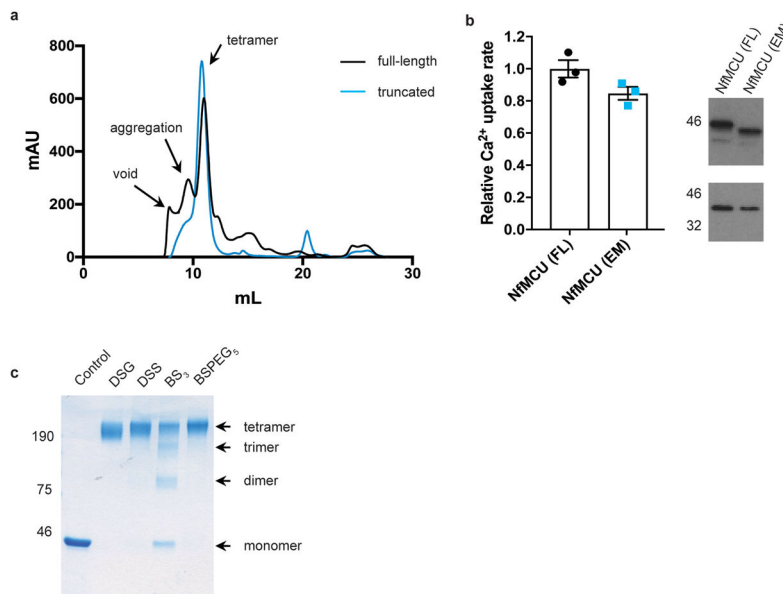 a
800
600
400
200
0
mAU
0
10
20
30
mL
tetramer
aggregation
void
full-length
truncated
b
1.2
1.0
0.8
0.6
0.4
0.2
0.0
Relative Ca²⁺ uptake rate
NfMCU (FL)
NfMCU (EM)
NfMCU (FL)
NfMCU (EM)
46
46
32
c
Control
DSG
DSS
BS₃
BSPEG₅
190
75
46
tetramer
trimer
dimer
monomer